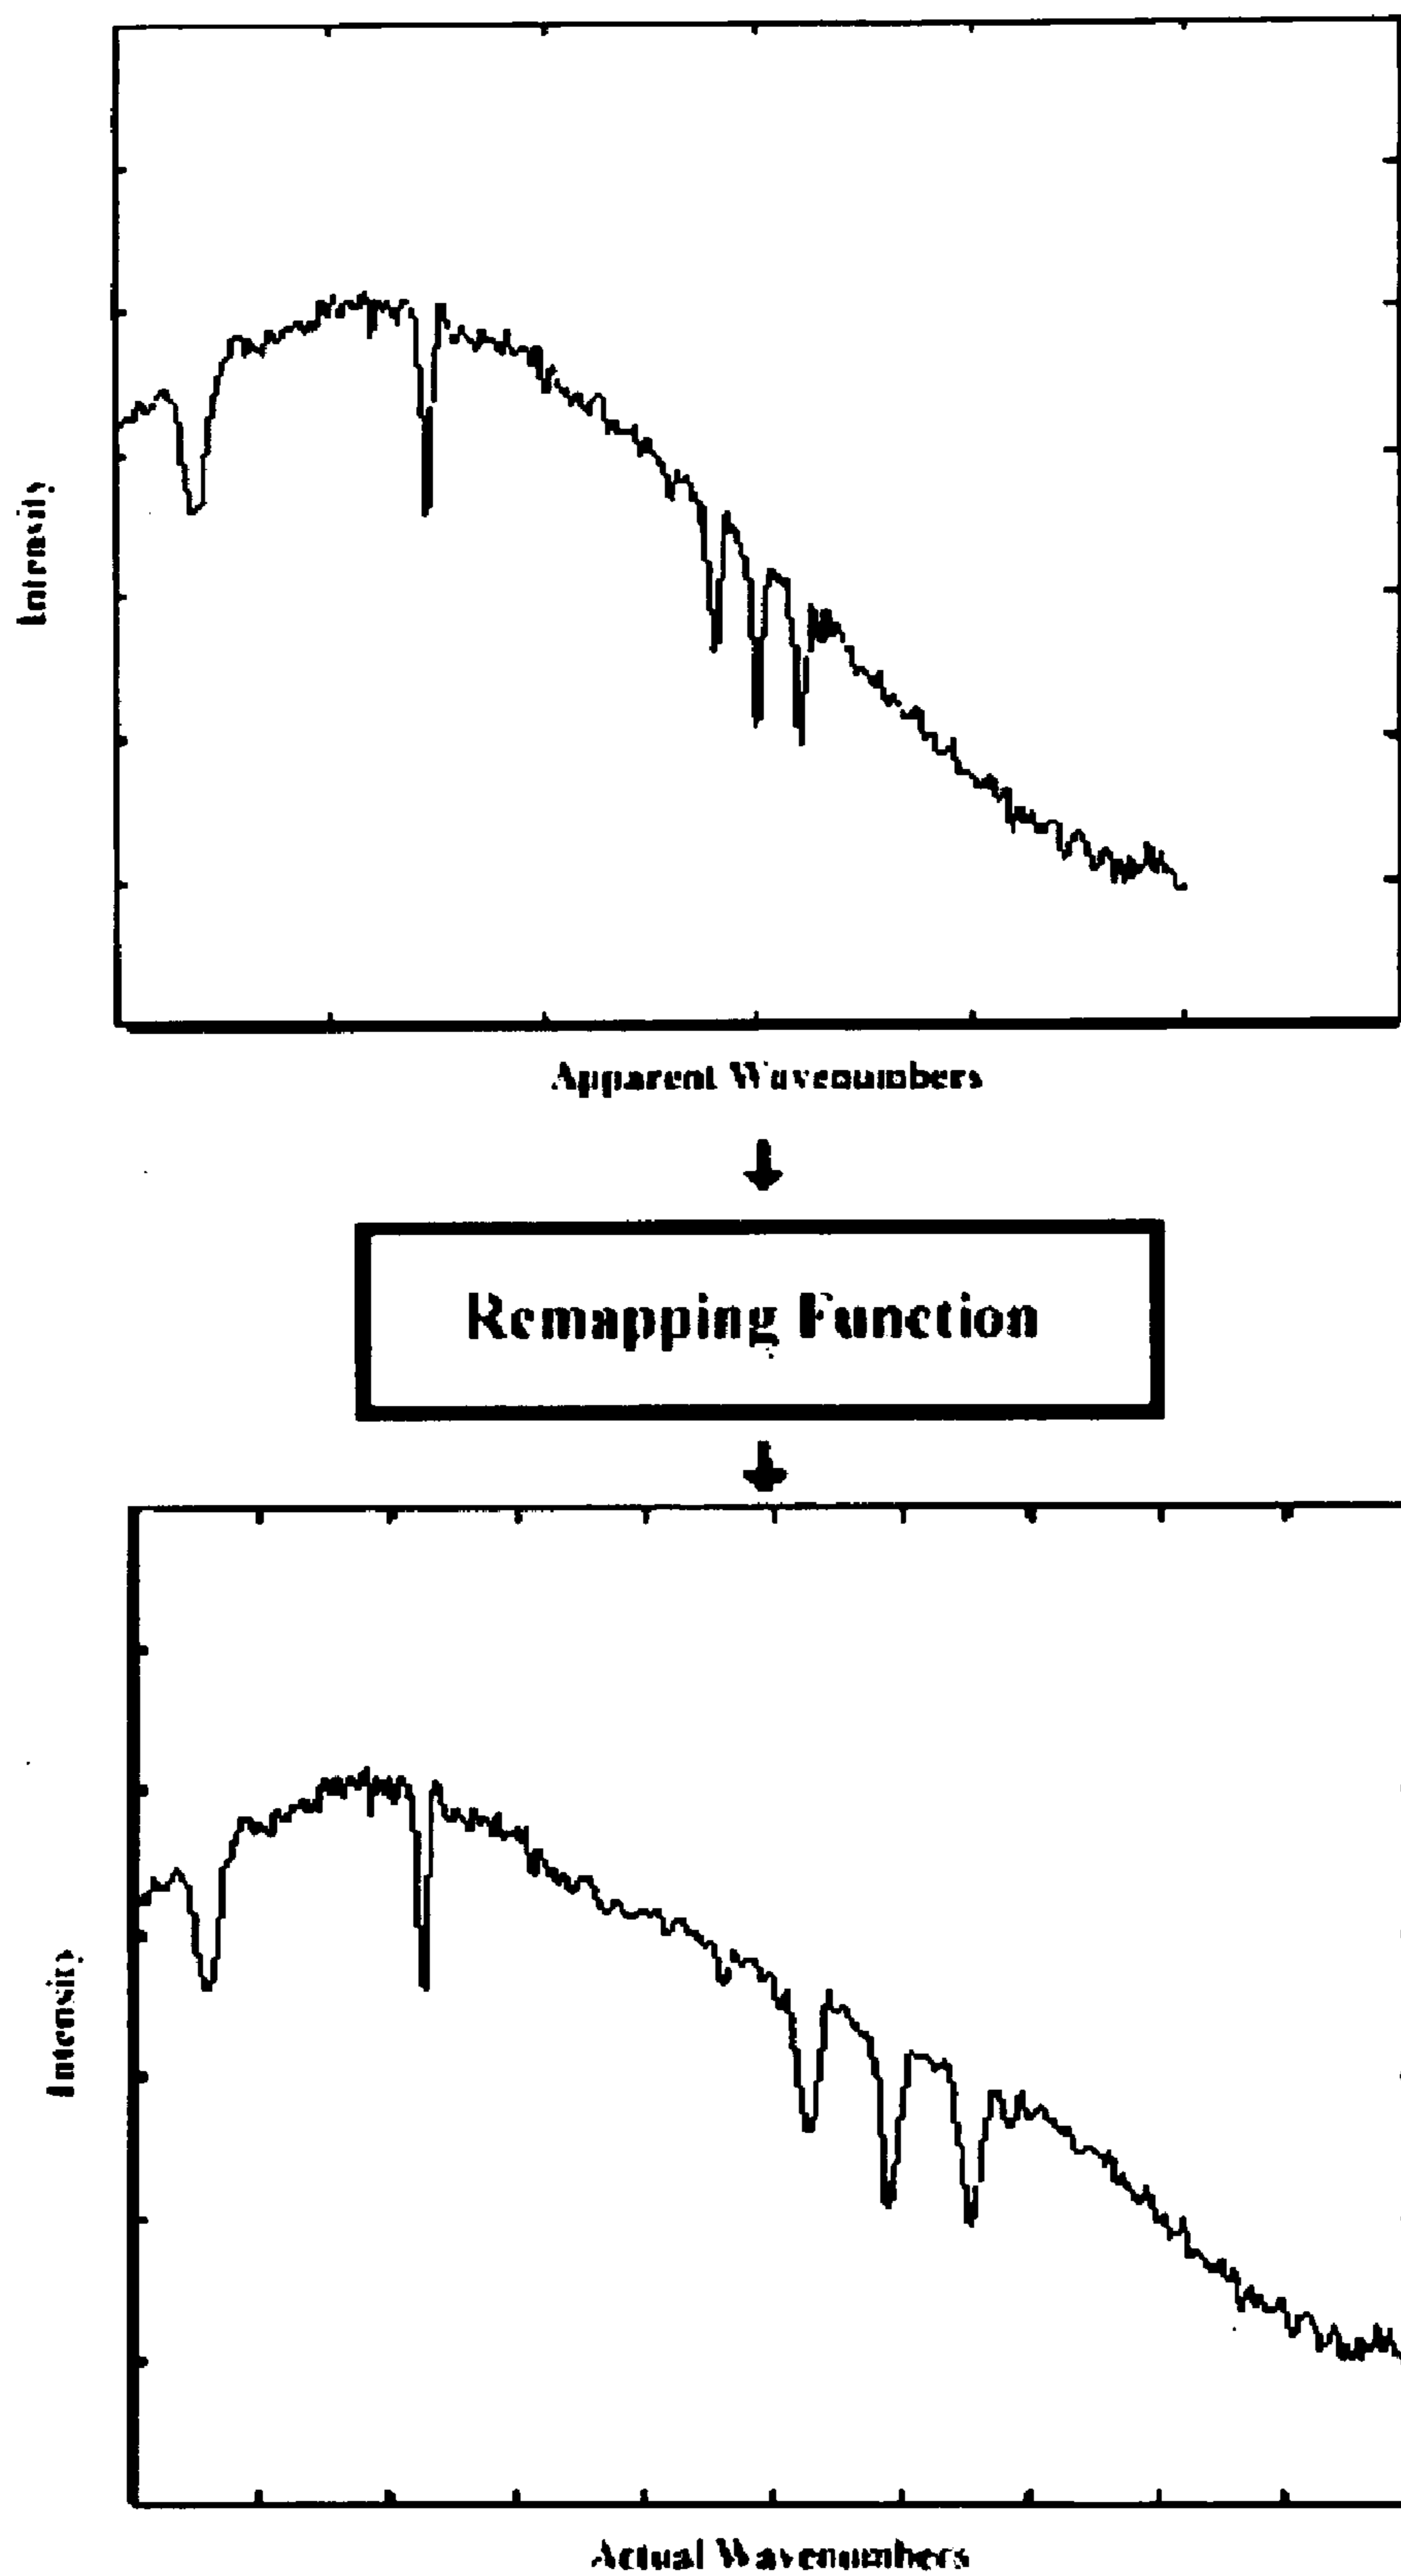 Intensity
Apparent Wavenumbers
Remapping Function
Intensity
Actual Wavenumbers